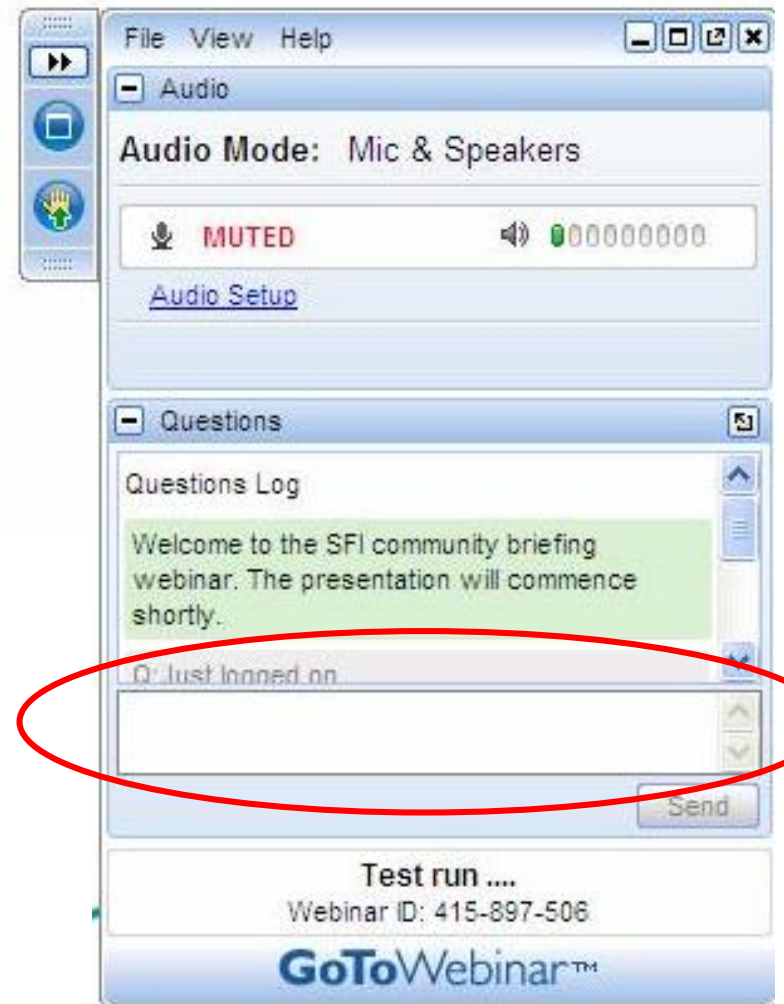 File View Help
Audio
Audio Mode: Mic & Speakers
MUTED
Audio Setup
Questions
Questions Log
Welcome to the SFI community briefing
webinar. The presentation will commence
shortly.
Q: Just logged on
Send
Test run ....
Webinar ID: 415-897-506
GoToWebinar™